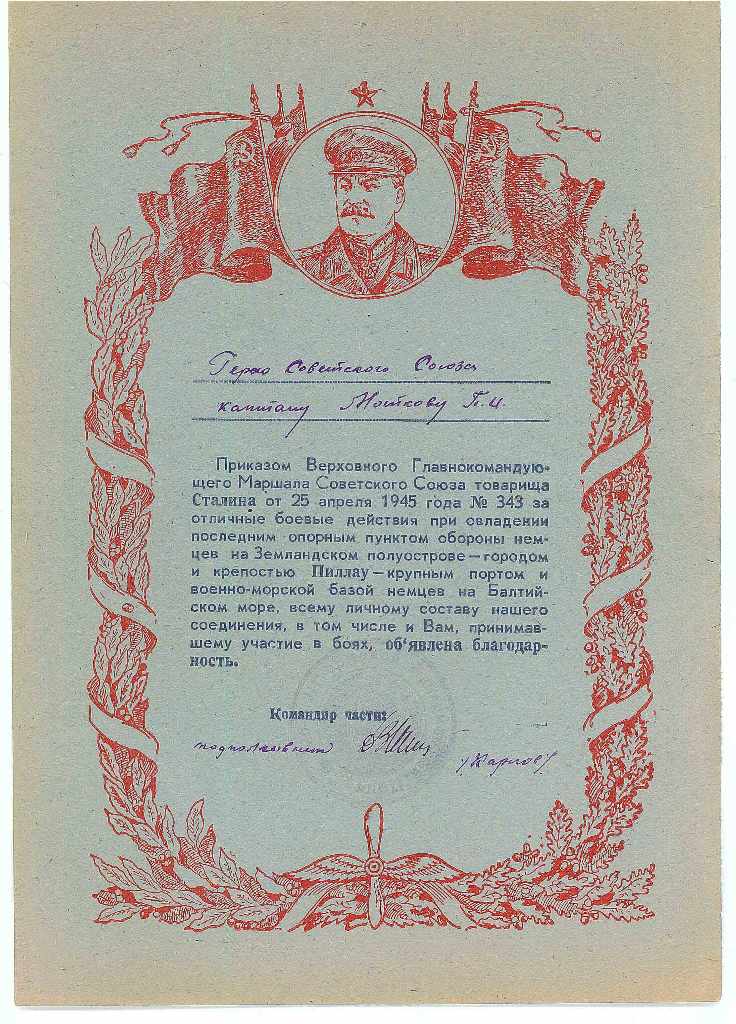 Герою Советского Союза
капитану Моткову П.И.
Приказом Верховного Главнокомандую-
щего Маршала Советского Союза товарища
Сталина от 25 апреля 1945 года № 343 за
отличные боевые действия при овладении
последним опорным пунктом обороны нем-
цев на Земландском полуострове — городом
и крепостью Пиллау — крупным портом и
военно-морской базой немцев на Балтий-
ском море, всему личному составу нашего
соединения, в том числе и Вам, принимав-
шему участие в боях, об'явлена благодар-
ность.
Командир части:
подполковник